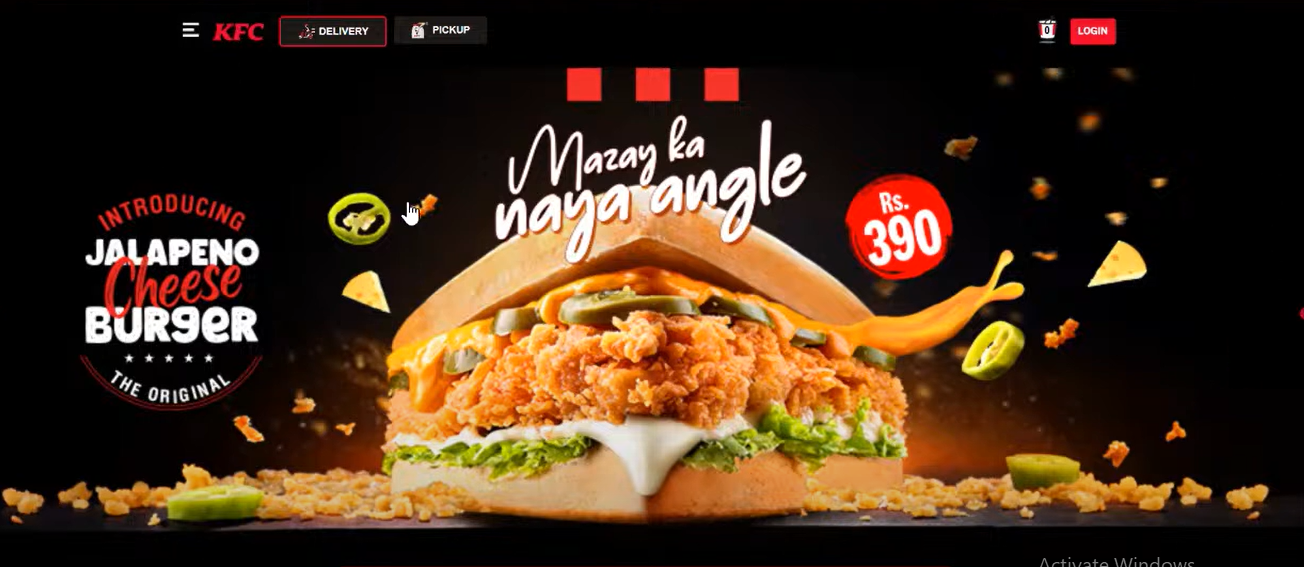 KFC
DELIVERY
PICKUP
0
LOGIN
Mazay ka
naya angle
Rs.
390
INTRODUCING
JALAPENO
Cheese
BURGER
THE ORIGINAL
Activate Windows